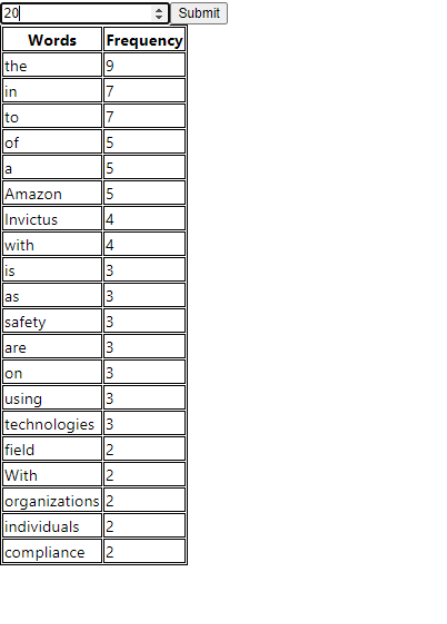 20 Submit
Words Frequency
the 9
in 7
to 7
of 5
a 5
Amazon 5
Invictus 4
with 4
is 3
as 3
safety 3
are 3
on 3
using 3
technologies 3
field 2
With 2
organizations 2
individuals 2
compliance 2